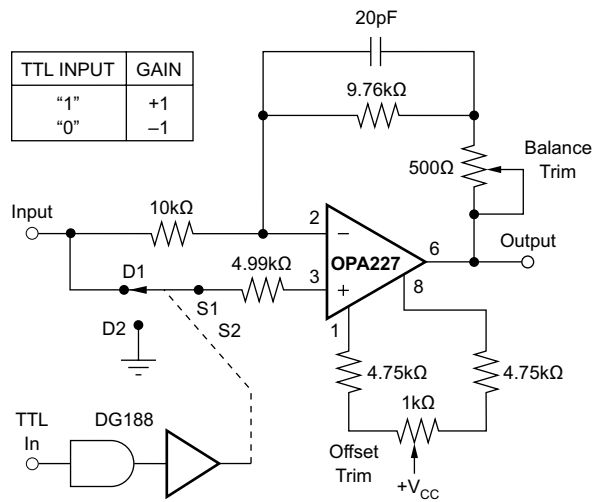 20pF
TTL INPUT GAIN
“1” +1
“0” –1
9.76kΩ
500Ω
Balance
Trim
Input
10kΩ
2
–
6
Output
OPA227
D1
4.99kΩ
3
+
8
S1
D2
S2
1
4.75kΩ
4.75kΩ
1kΩ
TTL
In
DG188
Offset
Trim
+VCC